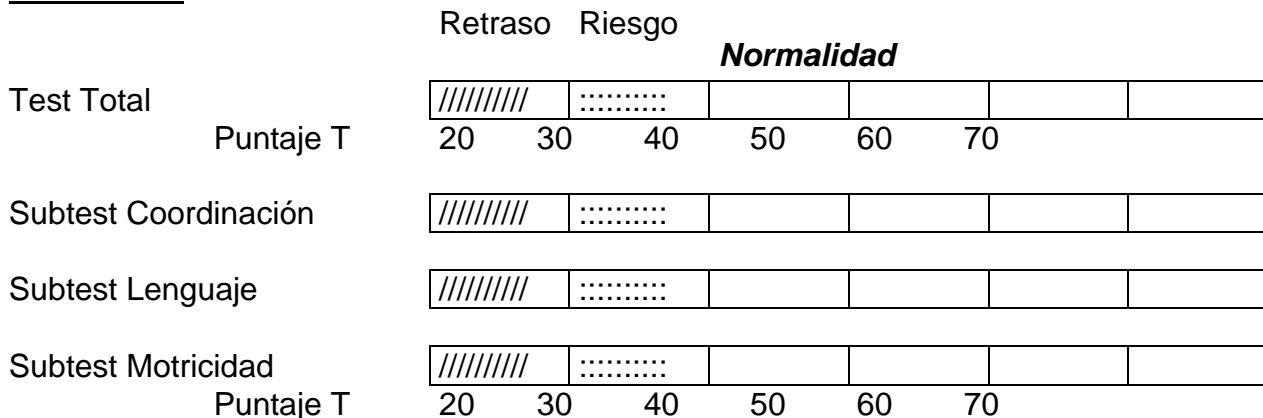 Retraso Riesgo
Normalidad
Test Total ////////// ::::::::::
Puntaje T 20 30 40 50 60 70
Subtest Coordinación ////////// ::::::::::
Subtest Lenguaje ////////// ::::::::::
Subtest Motricidad ////////// ::::::::::
Puntaje T 20 30 40 50 60 70